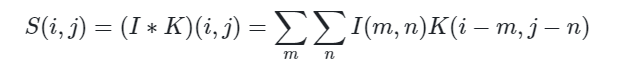 S(i, j) = (I * K)(i, j) = ∑_m ∑_n I(m, n)K(i − m, j − n)